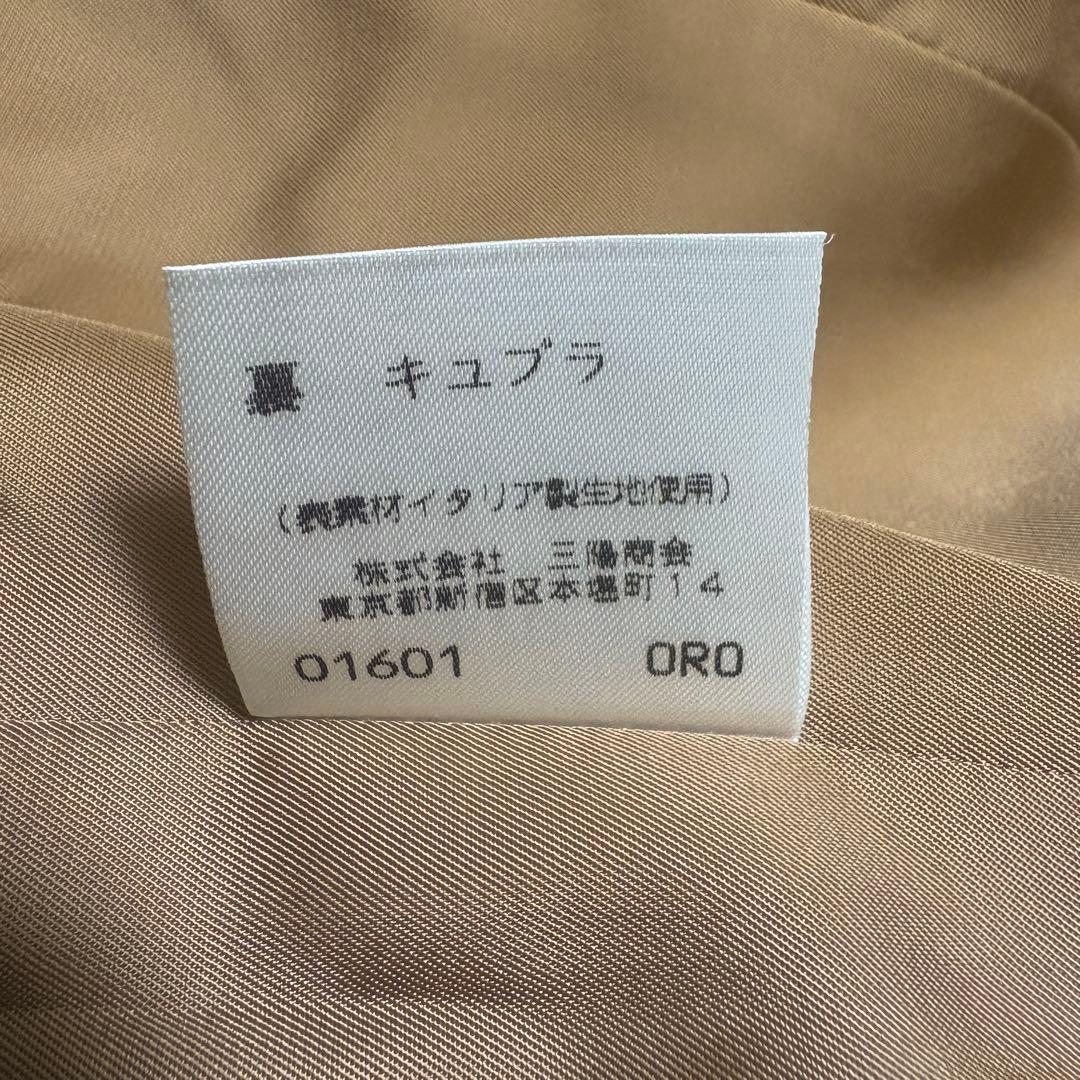 裏 キュプラ
（表素材イタリア製生地使用）
株式会社 三陽商会
東京都新宿区本塩町14
01601 ORO